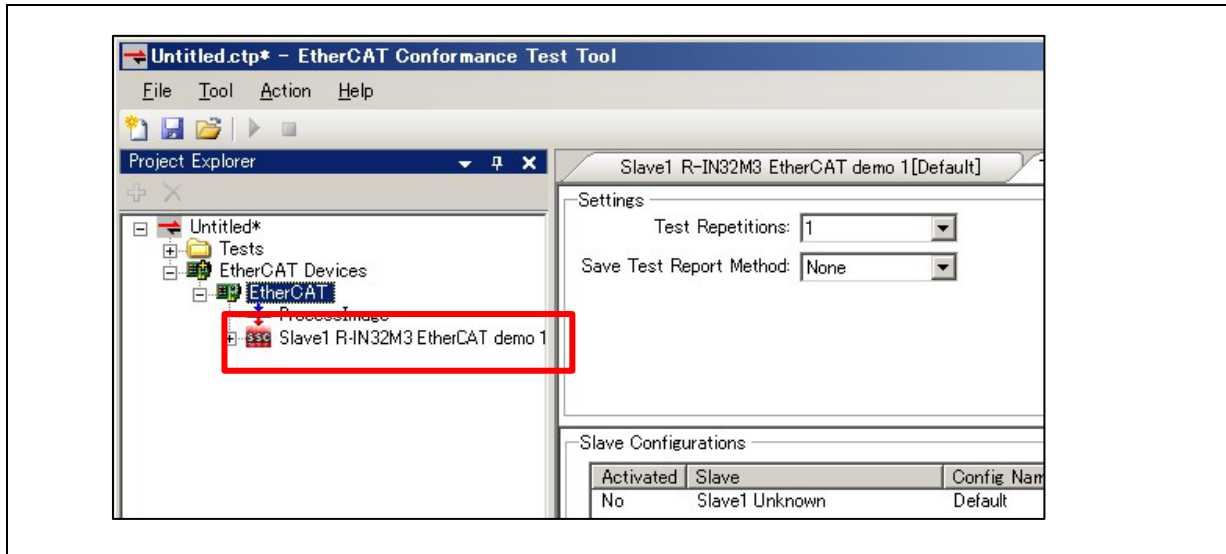 Untitled.ctp* - EtherCAT Conformance Test Tool
File Tool Action Help
Project Explorer
Slave1 R-IN32M3 EtherCAT demo 1[Default]
Settings
Untitled*
Test Repetitions: 1
Tests
EtherCAT Devices
Save Test Report Method: None
EtherCAT
ProcessImage
SSC Slave1 R-IN32M3 EtherCAT demo 1
Slave Configurations
Activated Slave Config Nam
No Slave1 Unknown Default